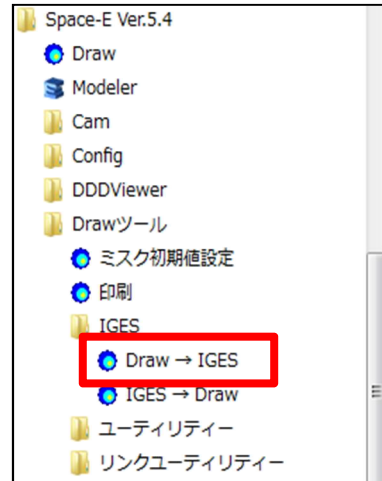 Space-E Ver.5.4
Draw
Modeler
Cam
Config
DDDViewer
Drawツール
ミスク初期値設定
印刷
IGES
Draw → IGES
IGES → Draw
ユーティリティー
リンクユーティリティー